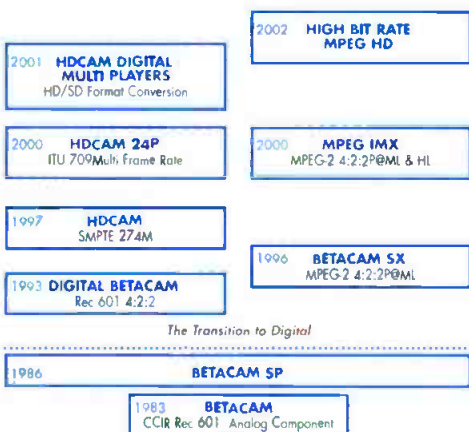 2002 HIGH BIT RATE
MPEG HD
2001 HDCAM DIGITAL
MULTI PLAYERS
HD/SD Format Conversion
2000 HDCAM 24P
ITU 709 Multi Frame Rate
2000 MPEG IMX
MPEG-2 4:2:2P@ML & HL
1997 HDCAM
SMPTE 274M
1996 BETACAM SX
MPEG-2 4:2:2P@ML
1993 DIGITAL BETACAM
Rec 601 4:2:2
The Transition to Digital
1986 BETACAM SP
1983 BETACAM
CCIR Rec 601 Analog Component